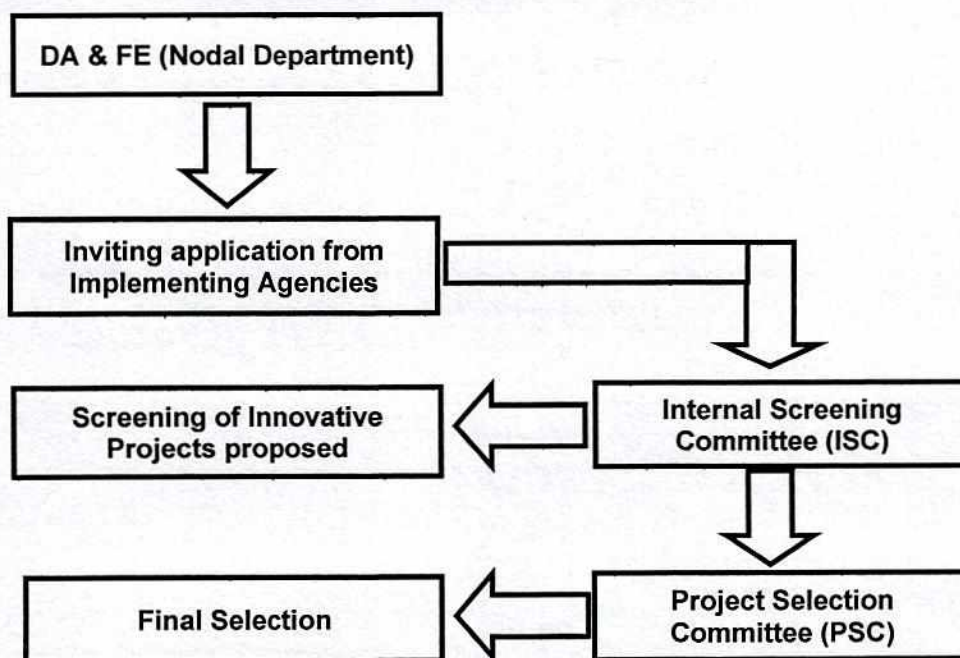 DA & FE (Nodal Department)
Inviting application from
Implementing Agencies
Screening of Innovative
Projects proposed
Internal Screening
Committee (ISC)
Final Selection
Project Selection
Committee (PSC)